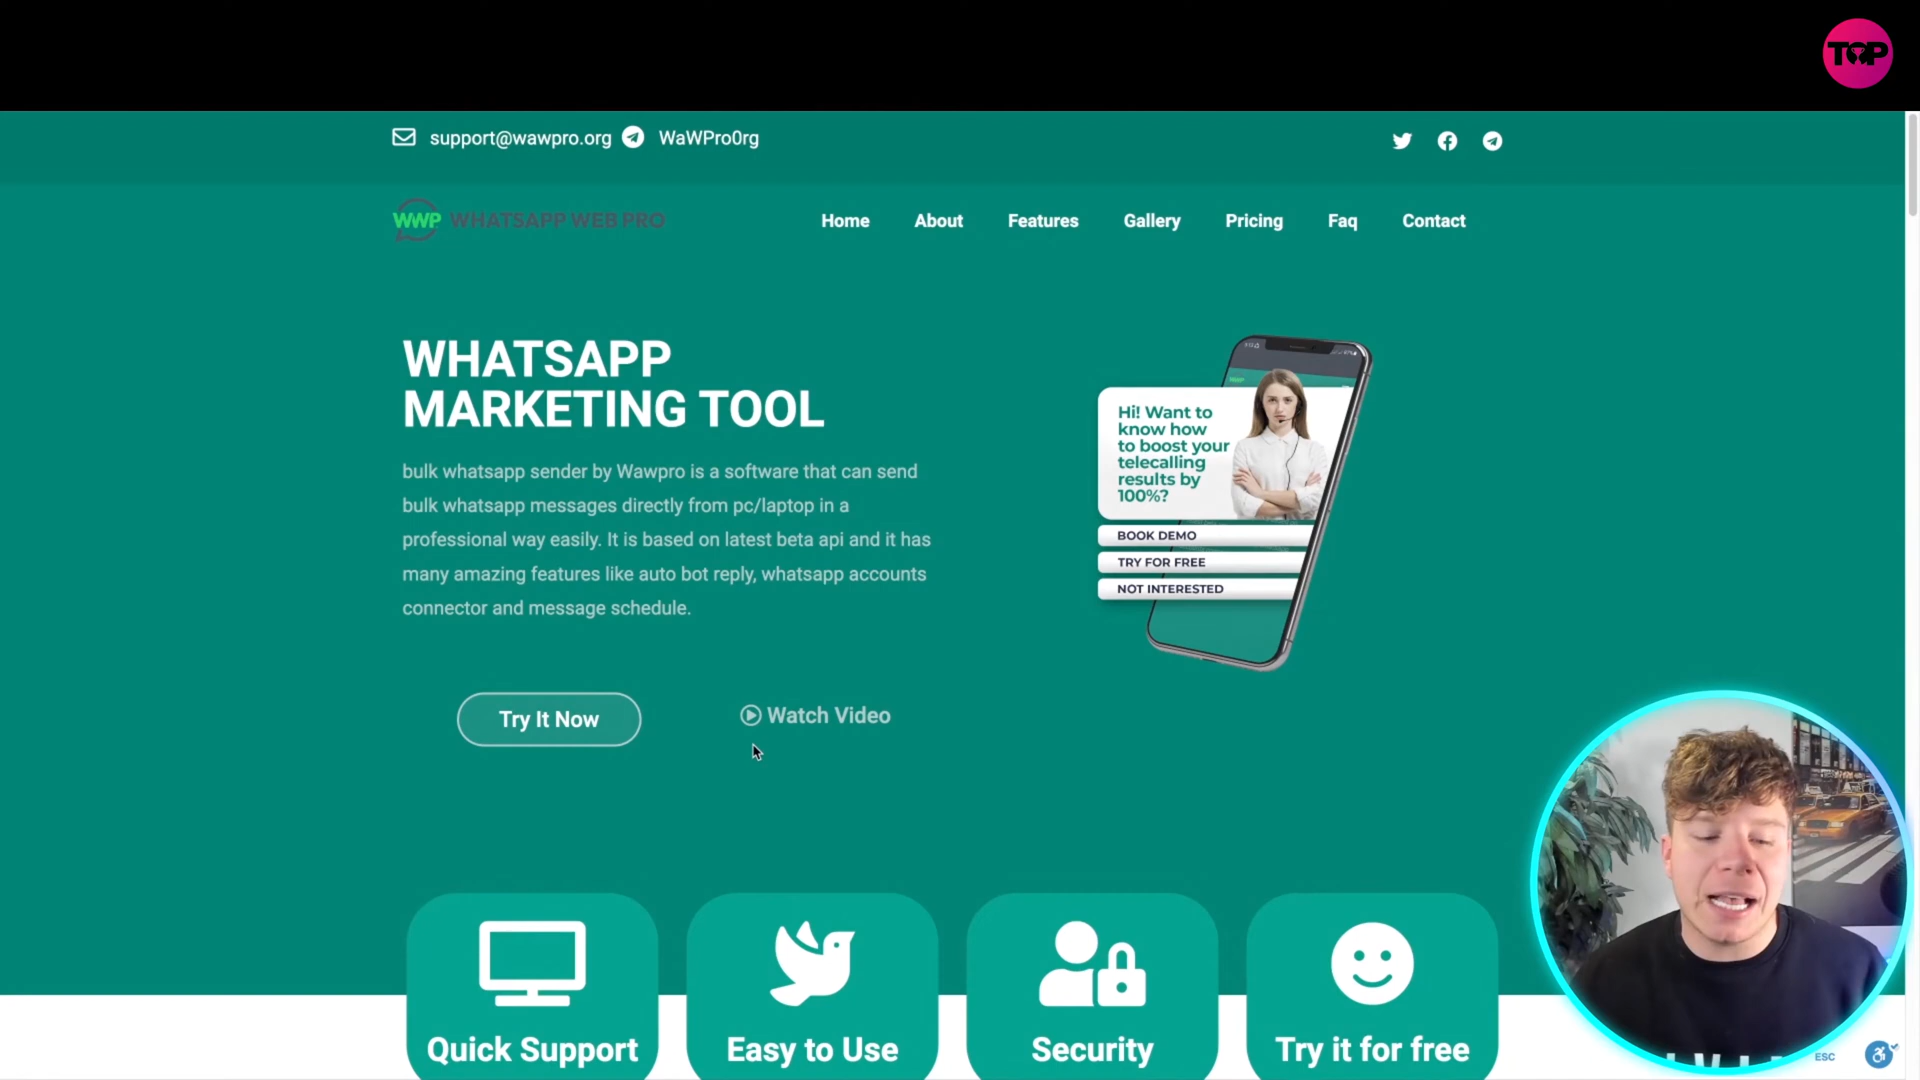 TOP
support@wawpro.org WaWPro0rg
WWP WHATSAPP WEB PRO
Home About Features Gallery Pricing Faq Contact
WHATSAPP
MARKETING TOOL
bulk whatsapp sender by Wawpro is a software that can send
bulk whatsapp messages directly from pc/laptop in a
professional way easily. It is based on latest beta api and it has
many amazing features like auto bot reply, whatsapp accounts
connector and message schedule.
Try It Now
Watch Video
Hi! Want to
know how
to boost your
telecalling
results by
100%?
BOOK DEMO
TRY FOR FREE
NOT INTERESTED
Quick Support
Easy to Use
Security
Try it for free
ESC